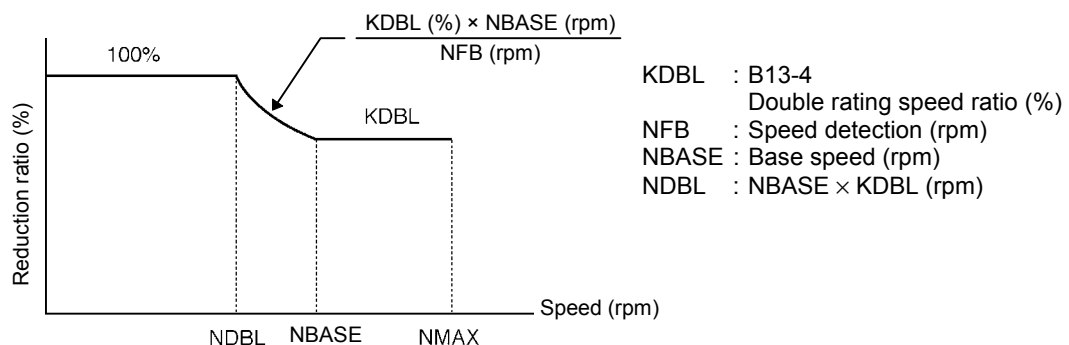 KDBL (%) × NBASE (rpm)
NFB (rpm)
100%
KDBL
Reduction ratio (%)
Speed (rpm)
NDBL NBASE NMAX
KDBL : B13-4
Double rating speed ratio (%)
NFB : Speed detection (rpm)
NBASE : Base speed (rpm)
NDBL : NBASE × KDBL (rpm)